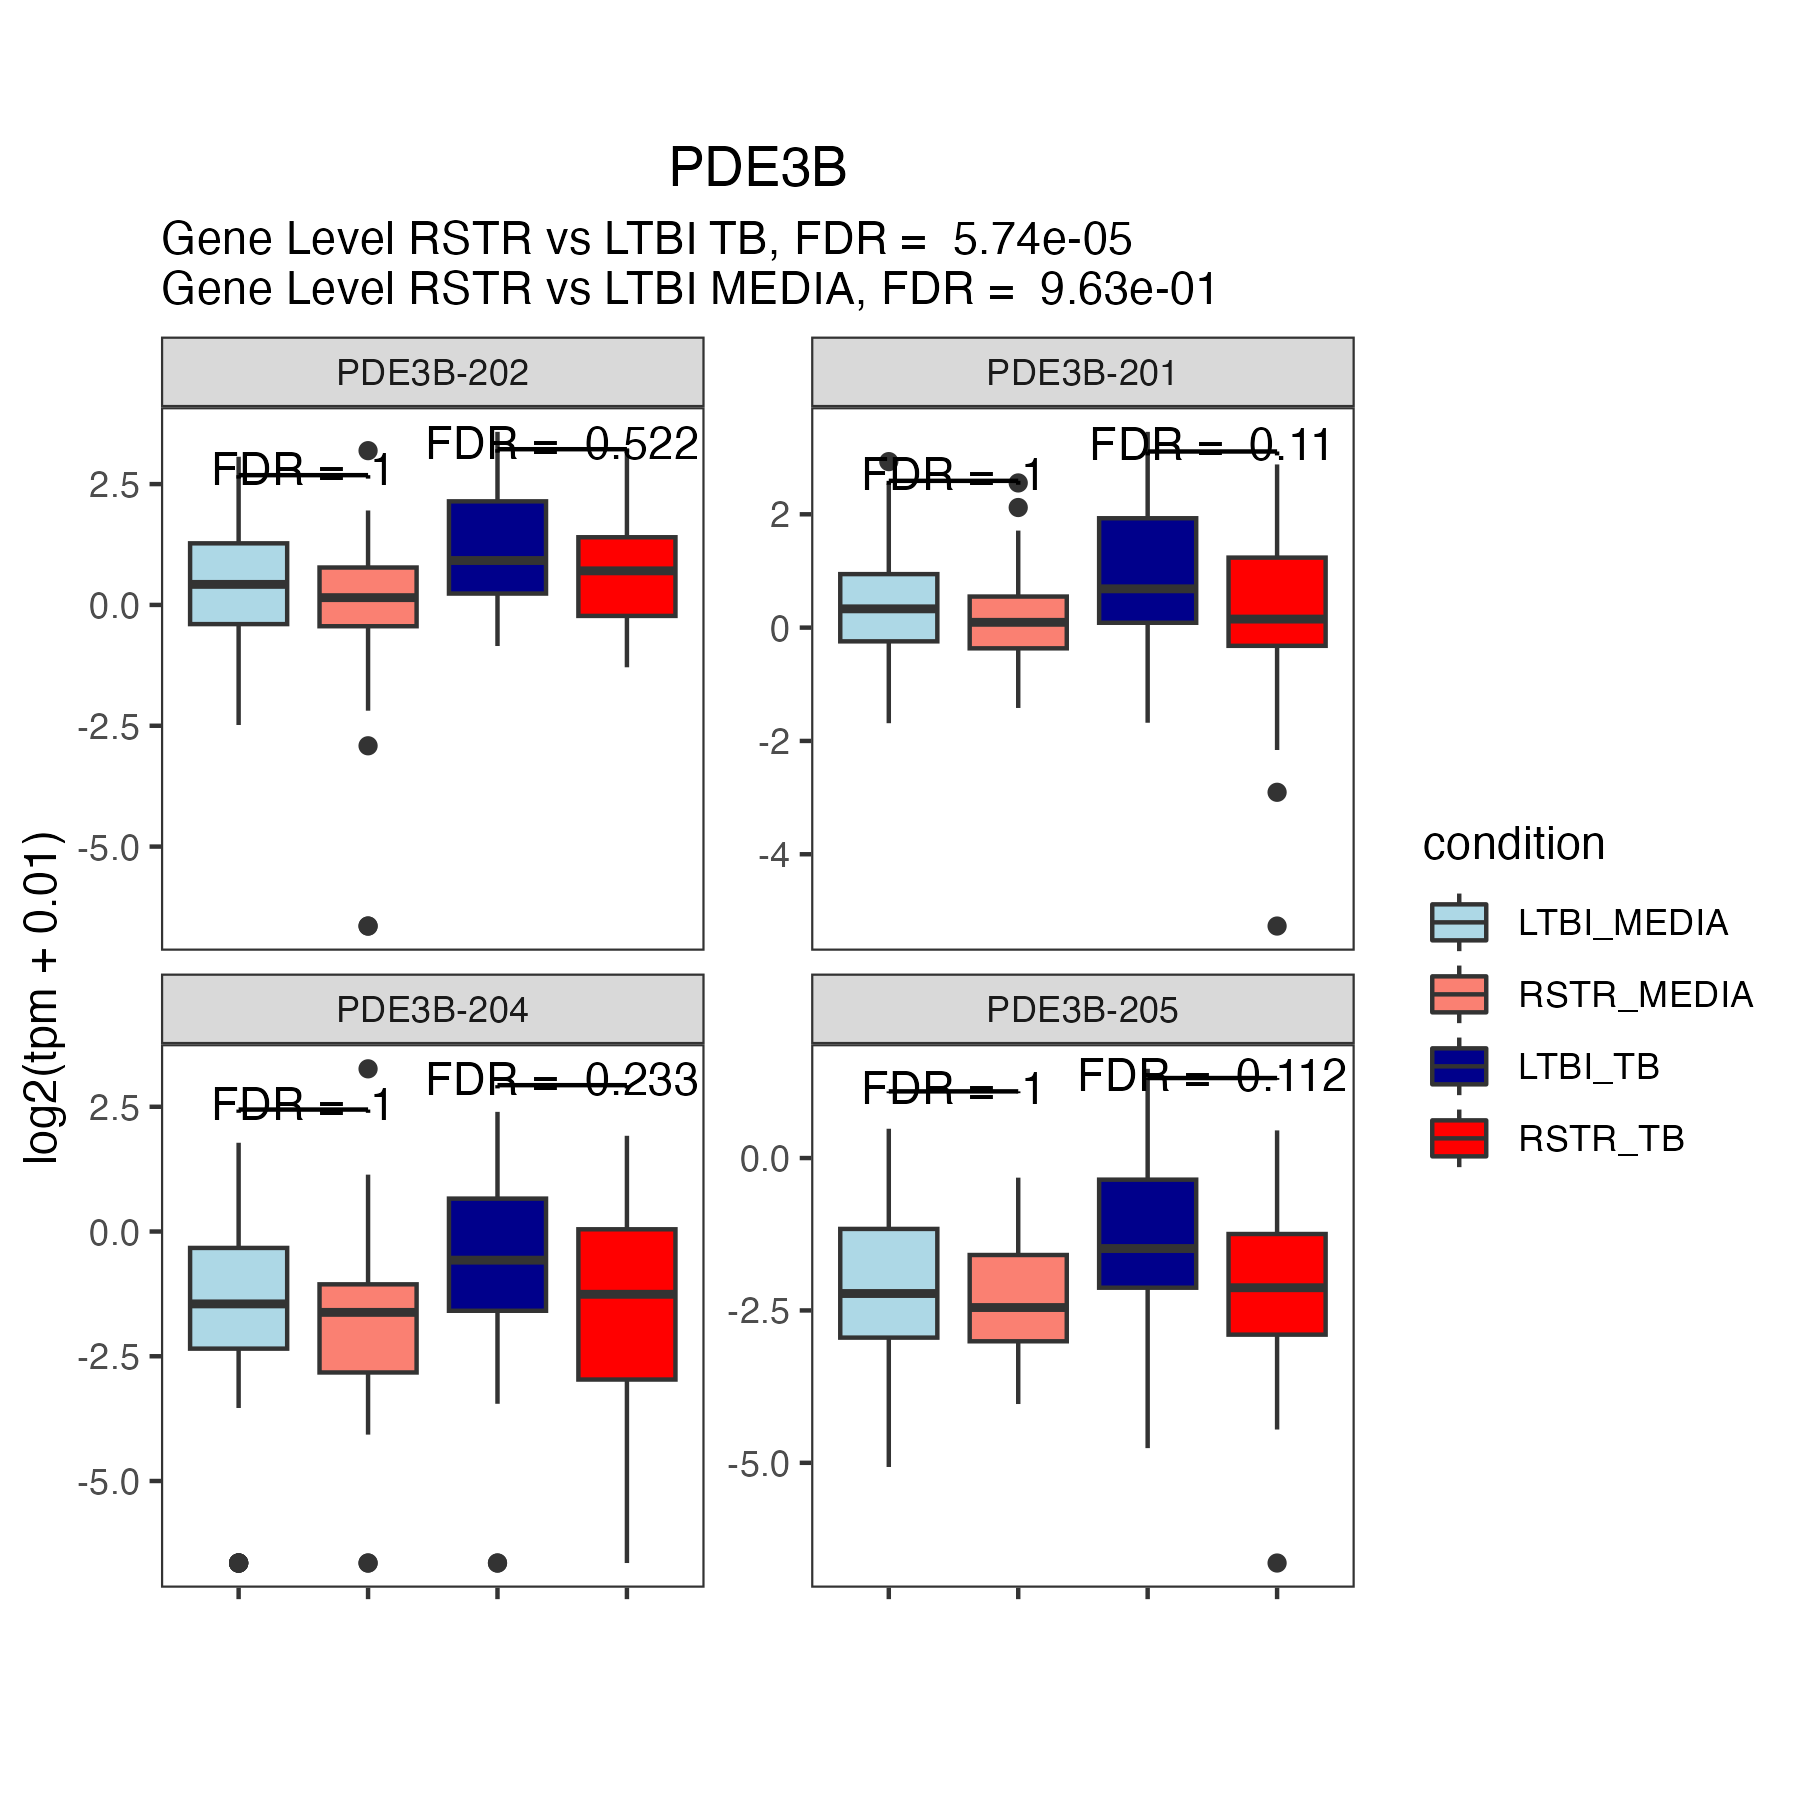 PDE3B
Gene Level RSTR vs LTBI TB, FDR =  5.74e-05
Gene Level RSTR vs LTBI MEDIA, FDR =  9.63e-01
PDE3B-202
FDR =  1
FDR =  0.522
2.5
0.0
-2.5
-5.0
PDE3B-201
FDR =  1
FDR =  0.11
2
0
-2
-4
PDE3B-204
FDR =  1
FDR =  0.233
2.5
0.0
-2.5
-5.0
PDE3B-205
FDR =  1
FDR =  0.112
0.0
-2.5
-5.0
log2(tpm + 0.01)
condition
LTBI_MEDIA
RSTR_MEDIA
LTBI_TB
RSTR_TB